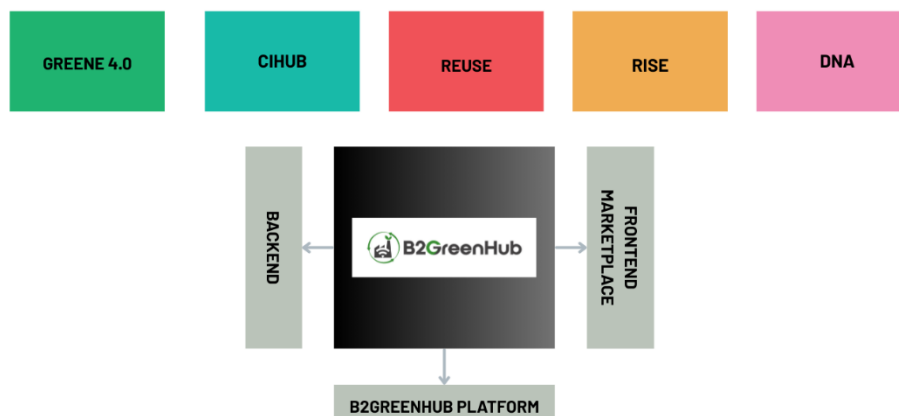 GREENE 4.0
CIHUB
REUSE
RISE
DNA
BACKEND
B2GreenHub
FRONTEND
MARKETPLACE
B2GREENHUB PLATFORM